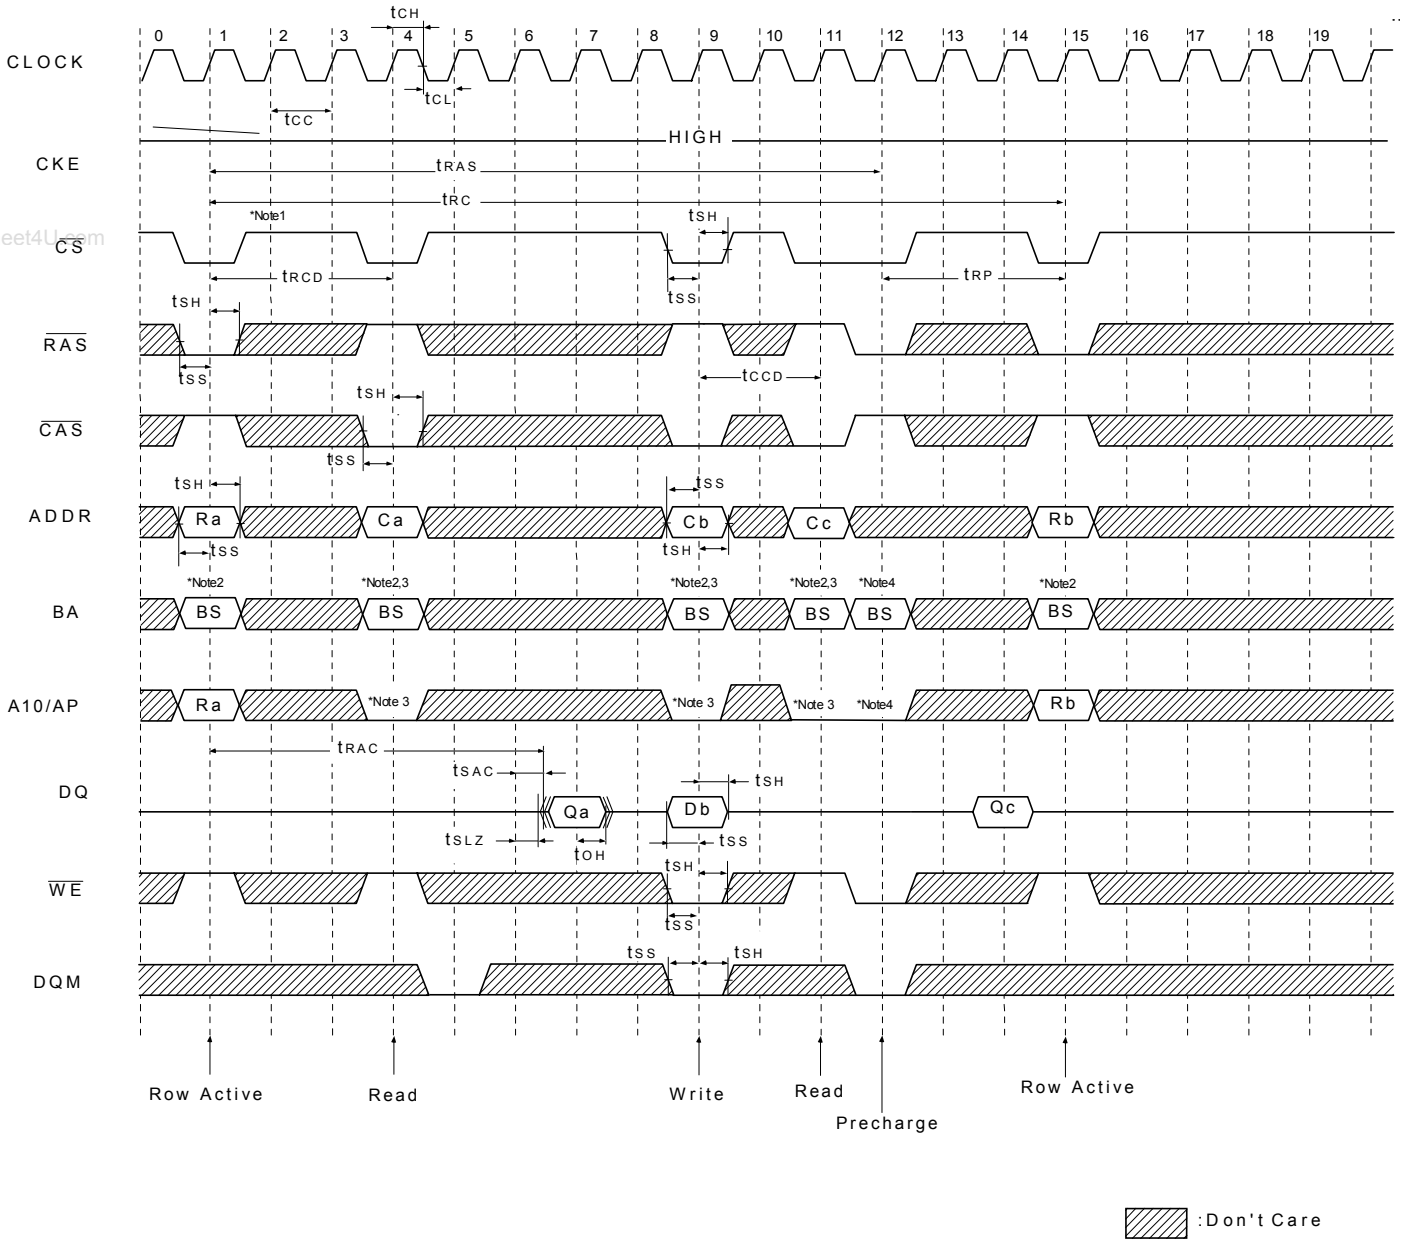 ..
tCH
0 1 2 3 4 5 6 7 8 9 10 11 12 13 14 15 16 17 18 19
CLOCK
tCL
tCC
HIGH
CKE
tRAS
tRC
*Note1
tSH
eet4U.com
CS
tRCD
tRP
tSS
tSH
RAS
tSS
tCCD
tSH
CAS
tSS
tSH
tSS
ADDR
Ra Ca Cb Cc Rb
tSS
tSH
*Note2 *Note2,3 *Note2,3 *Note2,3 *Note4 *Note2
BA
BS BS BS BS BS BS
A10/AP
Ra *Note 3 *Note 3 *Note 3 *Note4 Rb
tRAC
tSAC
tSH
DQ
Qa Db Qc
tSLZ
tOH
tSS
tSH
WE
tSS
tSS
tSH
DQM
Row Active Read Write Read Row Active
Precharge
:Don't Care